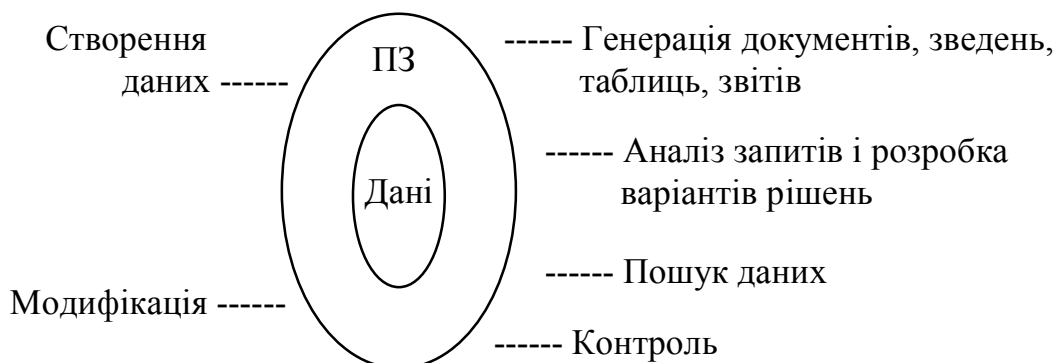 Створення
даних ------
ПЗ
Дані
Модифікація ------
------ Генерація документів, зведень,
таблиць, звітів
------ Аналіз запитів і розробка
варіантів рішень
------ Пошук даних
------ Контроль